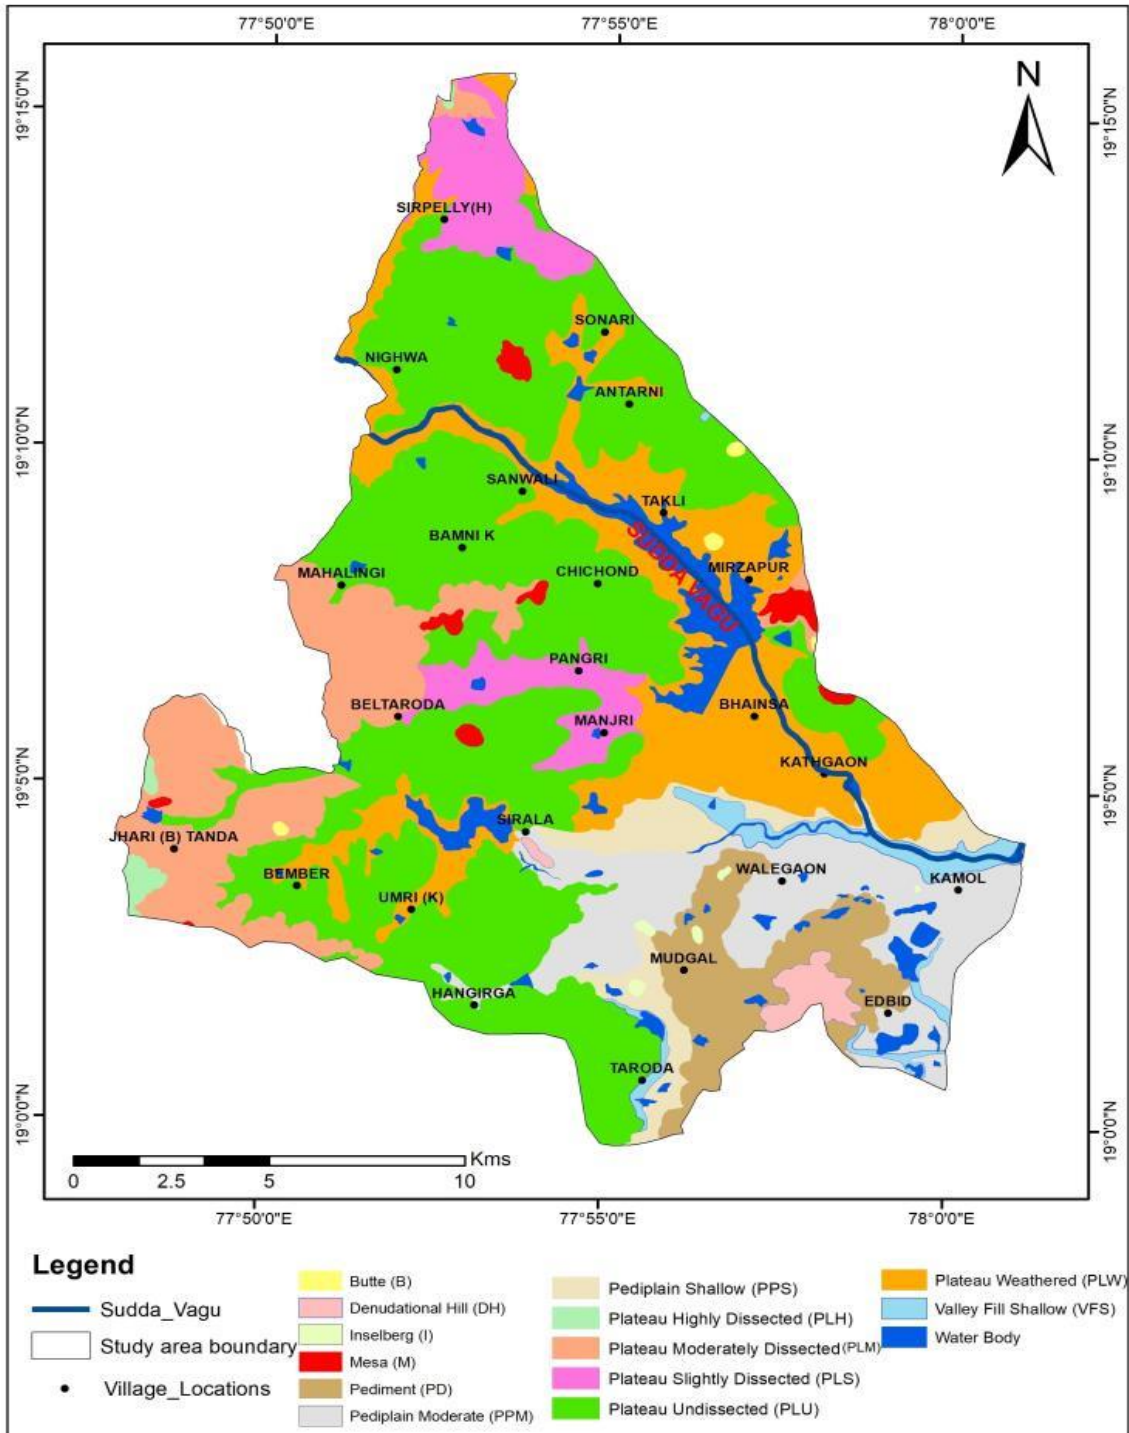 77°50'0"E 77°55'0"E 78°0'0"E
N
19°15'0"N 19°15'0"N
SIRPELLY(H)
SONARI
NIGHWA
ANTARNI
19°10'0"N 19°10'0"N
SANWALI
TAKLI
BAMNI K
SUDDA VAGU
MAHALINGI CHICHOND MIRZAPUR
PANGRI
BELTARODA BHAINSA
MANJRI
KATHGAON
19°5'0"N 19°5'0"N
SIRALA
JHARI (B) TANDA
WALEGAON
BEMBER KAMOL
UMRI (K)
MUDGAL
HANGIRGA EDBID
TARODA
19°0'0"N 19°0'0"N
Kms
0 2.5 5 10
77°50'0"E 77°55'0"E 78°0'0"E
Legend
Sudda_Vagu
Study area boundary
Village_Locations
Butte (B)
Denudational Hill (DH)
Inselberg (I)
Mesa (M)
Pediment (PD)
Pediplain Moderate (PPM)
Pediplain Shallow (PPS)
Plateau Highly Dissected (PLH)
Plateau Moderately Dissected (PLM)
Plateau Slightly Dissected (PLS)
Plateau Undissected (PLU)
Plateau Weathered (PLW)
Valley Fill Shallow (VFS)
Water Body